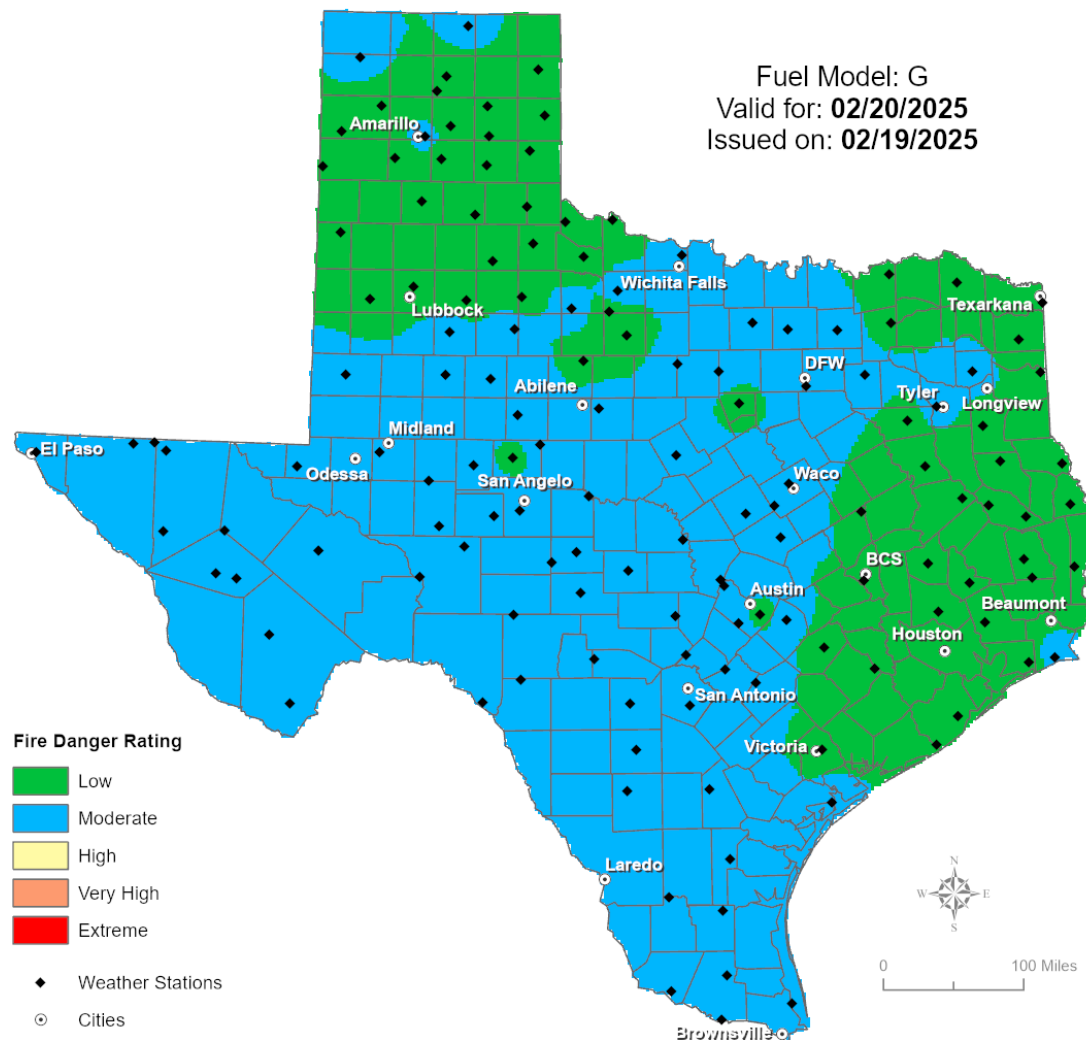 Fuel Model: G
Valid for: 02/20/2025
Issued on: 02/19/2025
Amarillo
Wichita Falls
Lubbock
Texarkana
DFW
Abilene
Tyler
Longview
Midland
El Paso
Odessa
San Angelo
Waco
BCS
Austin
Beaumont
Houston
San Antonio
Victoria
Laredo
Brownsville
Fire Danger Rating
Low
Moderate
High
Very High
Extreme
Weather Stations
Cities
N
W E
S
0 100 Miles